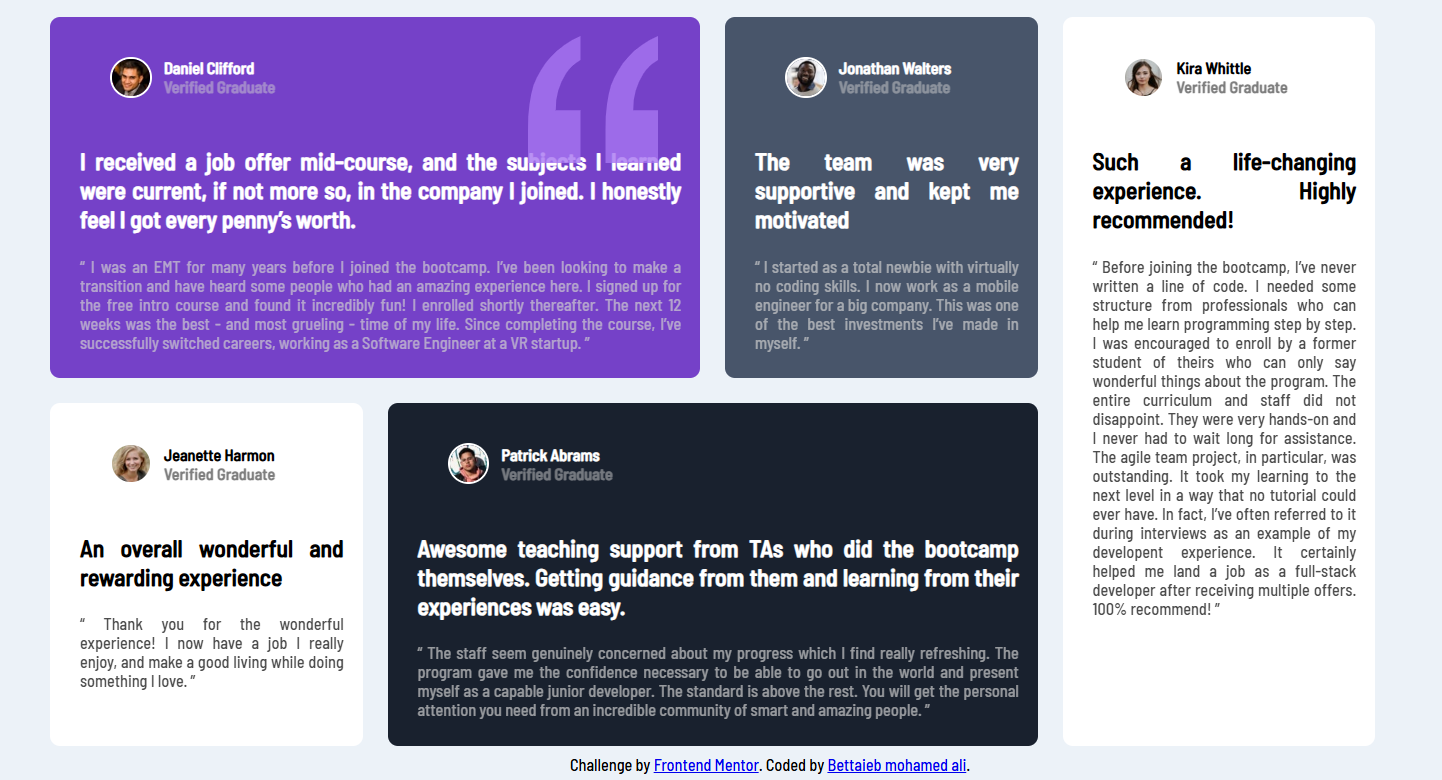 Daniel Clifford
Verified Graduate
I received a job offer mid-course, and the subjects I learned
were current, if not more so, in the company I joined. I honestly
feel I got every penny’s worth.
“ I was an EMT for many years before I joined the bootcamp. I’ve been looking to make a
transition and have heard some people who had an amazing experience here. I signed up for
the free intro course and found it incredibly fun! I enrolled shortly thereafter. The next 12
weeks was the best - and most grueling - time of my life. Since completing the course, I’ve
successfully switched careers, working as a Software Engineer at a VR startup. ”
Jonathan Walters
Verified Graduate
The team was very
supportive and kept me
motivated
“ I started as a total newbie with virtually
no coding skills. I now work as a mobile
engineer for a big company. This was one
of the best investments I’ve made in
myself. ”
Kira Whittle
Verified Graduate
Such a life-changing
experience. Highly
recommended!
“ Before joining the bootcamp, I’ve never
written a line of code. I needed some
structure from professionals who can
help me learn programming step by step.
I was encouraged to enroll by a former
student of theirs who can only say
wonderful things about the program. The
entire curriculum and staff did not
disappoint. They were very hands-on and
I never had to wait long for assistance.
The agile team project, in particular, was
outstanding. It took my learning to the
next level in a way that no tutorial could
ever have. In fact, I’ve often referred to it
during interviews as an example of my
developent experience. It certainly
helped me land a job as a full-stack
developer after receiving multiple offers.
100% recommend! ”
Jeanette Harmon
Verified Graduate
An overall wonderful and
rewarding experience
“ Thank you for the wonderful
experience! I now have a job I really
enjoy, and make a good living while doing
something I love. ”
Patrick Abrams
Verified Graduate
Awesome teaching support from TAs who did the bootcamp
themselves. Getting guidance from them and learning from their
experiences was easy.
“ The staff seem genuinely concerned about my progress which I find really refreshing. The
program gave me the confidence necessary to be able to go out in the world and present
myself as a capable junior developer. The standard is above the rest. You will get the personal
attention you need from an incredible community of smart and amazing people. ”
Challenge by Frontend Mentor. Coded by Bettaieb mohamed ali.